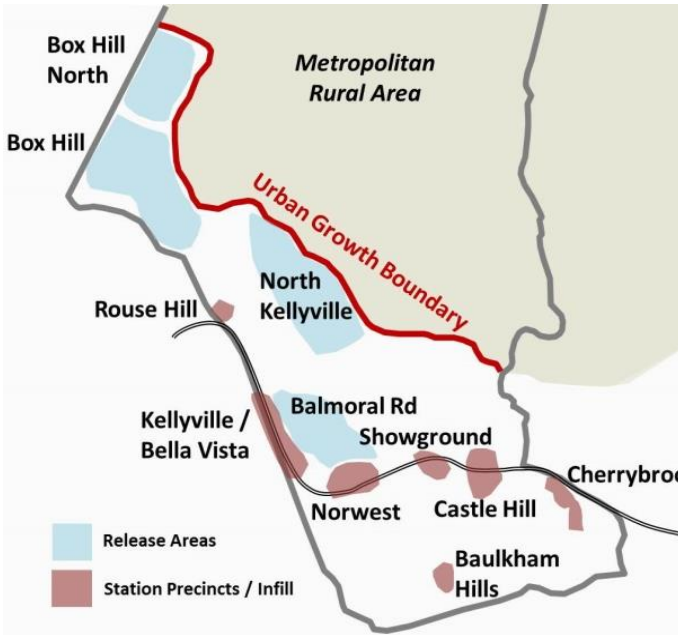 Box Hill
North
Metropolitan
Rural Area
Box Hill
Urban Growth Boundary
North
Kellyville
Rouse Hill
Balmoral Rd
Kellyville /
Bella Vista
Showground
Cherrybroo
Norwest
Castle Hill
Release Areas
Baulkham
Hills
Station Precincts / Infill